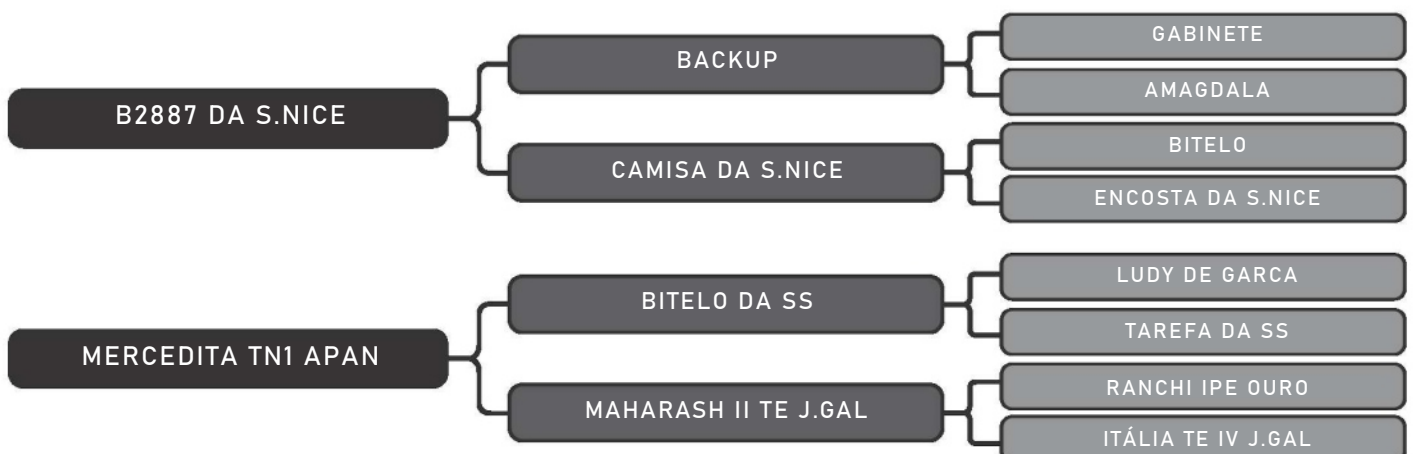 B2887 DA S.NICE
BACKUP
CAMISA DA S.NICE
GABINETE
AMAGDALA
BITELO
ENCOSTA DA S.NICE
MERCEDITA TN1 APAN
BITELO DA SS
MAHARASH II TE J.GAL
LUDY DE GARCA
TAREFA DA SS
RANCHI IPE OURO
ITÁLIA TE IV J.GAL